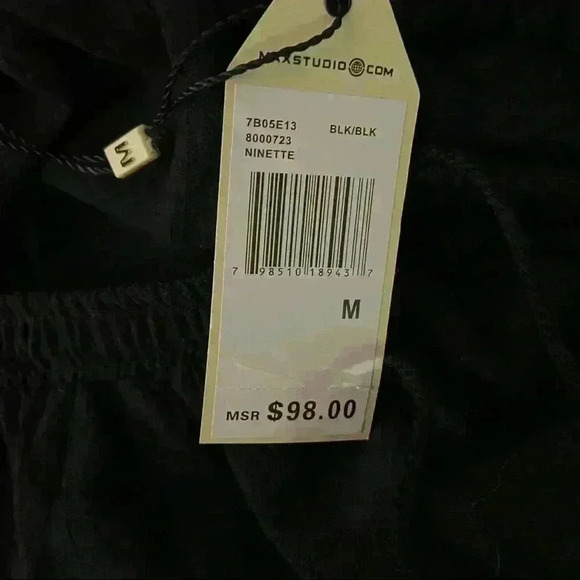 MAXSTUDIO COM
7B05E13 BLK/BLK
8000723
NINETTE
7 98510 18943 7
M
MSR $98.00
M